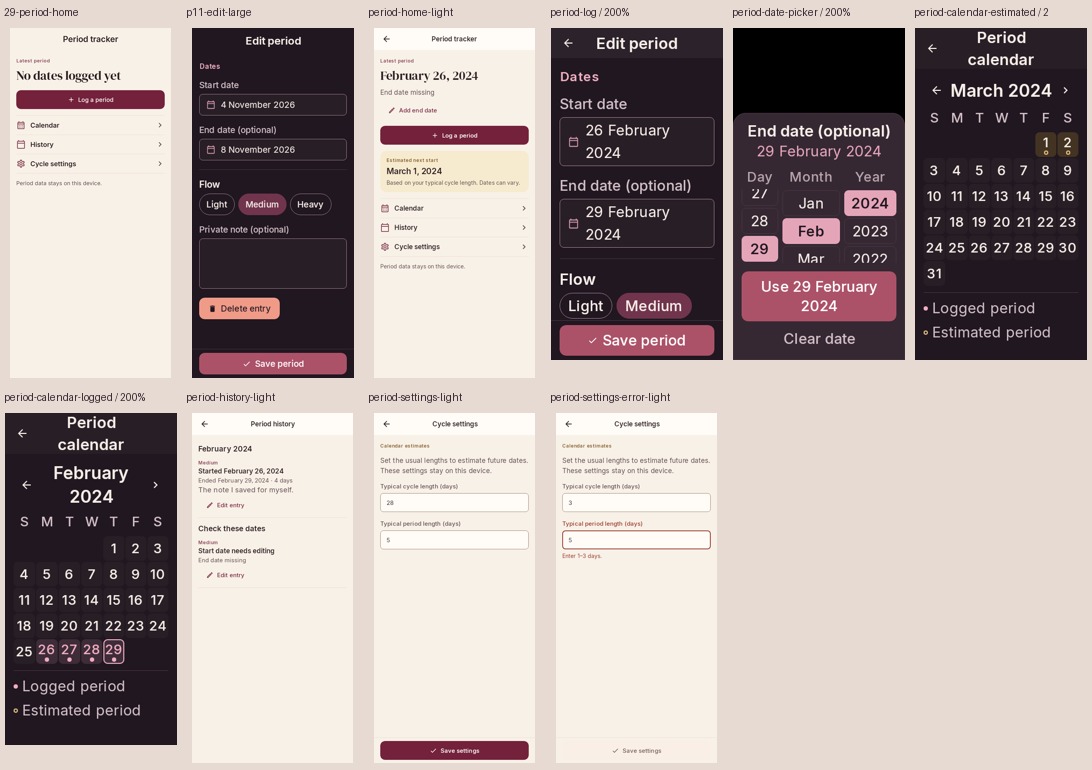 29-period-home
Period tracker
Latest period
No dates logged yet
+ Log a period
Calendar
History
Cycle settings
Period data stays on this device.
p11-edit-large
Edit period
Dates
Start date
4 November 2026
End date (optional)
8 November 2026
Flow
Light Medium Heavy
Private note (optional)
Delete entry
Save period
period-home-light
Period tracker
Latest period
February 26, 2024
End date missing
Add end date
+ Log a period
Estimated next start
March 1, 2024
Based on your typical cycle length. Dates can vary.
Calendar
History
Cycle settings
Period data stays on this device.
period-log / 200%
Edit period
Dates
Start date
26 February
2024
End date (optional)
29 February
2024
Flow
Light Medium
Save period
period-date-picker / 200%
End date (optional)
29 February 2024
Day Month Year
27 Jan 2024
28 Feb 2023
29 Mar 2022
Use 29 February
2024
Clear date
period-calendar-estimated / 2
Period
calendar
March 2024
S M T W T F S
1 2
3 4 5 6 7 8 9
10 11 12 13 14 15 16
17 18 19 20 21 22 23
24 25 26 27 28 29 30
31
Logged period
Estimated period
period-calendar-logged / 200%
Period
calendar
February
2024
S M T W T F S
1 2 3
4 5 6 7 8 9 10
11 12 13 14 15 16 17
18 19 20 21 22 23 24
25 26 27 28 29
Logged period
Estimated period
period-history-light
Period history
February 2024
Medium
Started February 26, 2024
Ended February 29, 2024 · 4 days
The note I saved for myself.
Edit entry
Check these dates
Medium
Start date needs editing
End date missing
Edit entry
period-settings-light
Cycle settings
Calendar estimates
Set the usual lengths to estimate future dates.
These settings stay on this device.
Typical cycle length (days)
28
Typical period length (days)
5
Save settings
period-settings-error-light
Cycle settings
Calendar estimates
Set the usual lengths to estimate future dates.
These settings stay on this device.
Typical cycle length (days)
3
Typical period length (days)
5
Enter 1–3 days.
Save settings